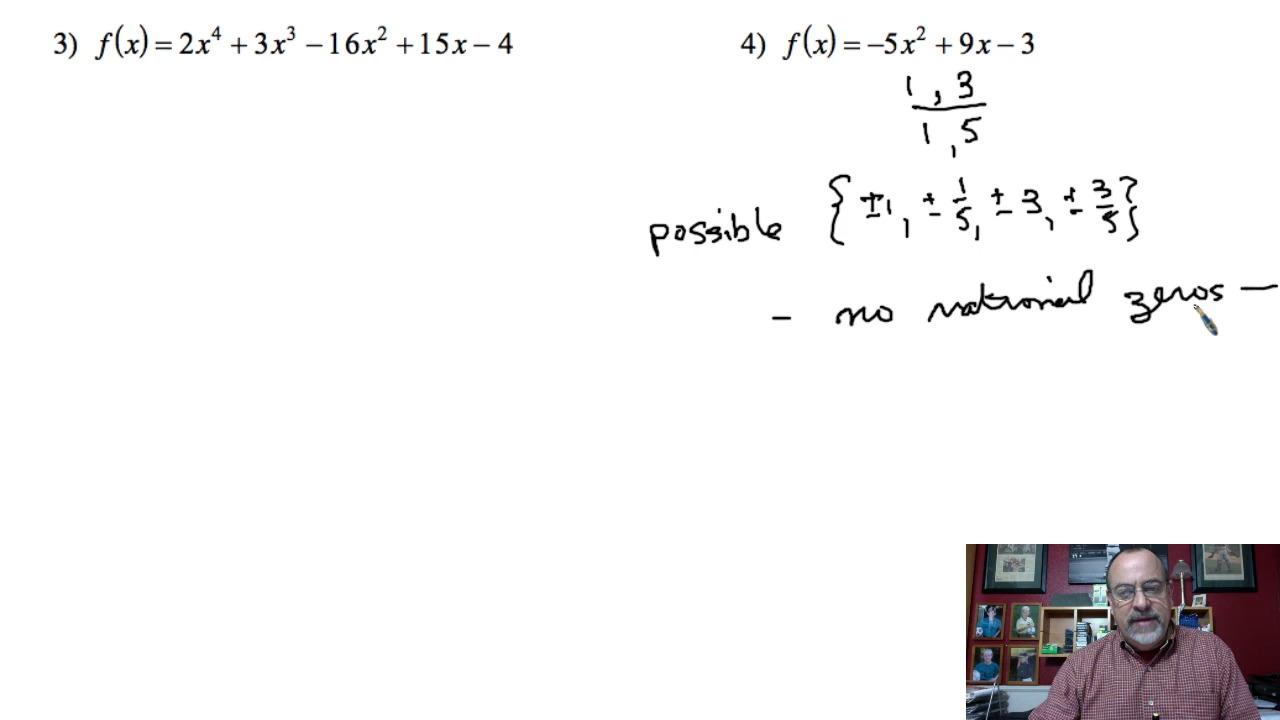 3) f(x) = 2x⁴ + 3x³ − 16x² + 15x − 4
4) f(x) = −5x² + 9x − 3
1 , 3
1 , 5
possible { ±1, ± 1/5, ± 3, ± 3/5 }
- no rational zeros -